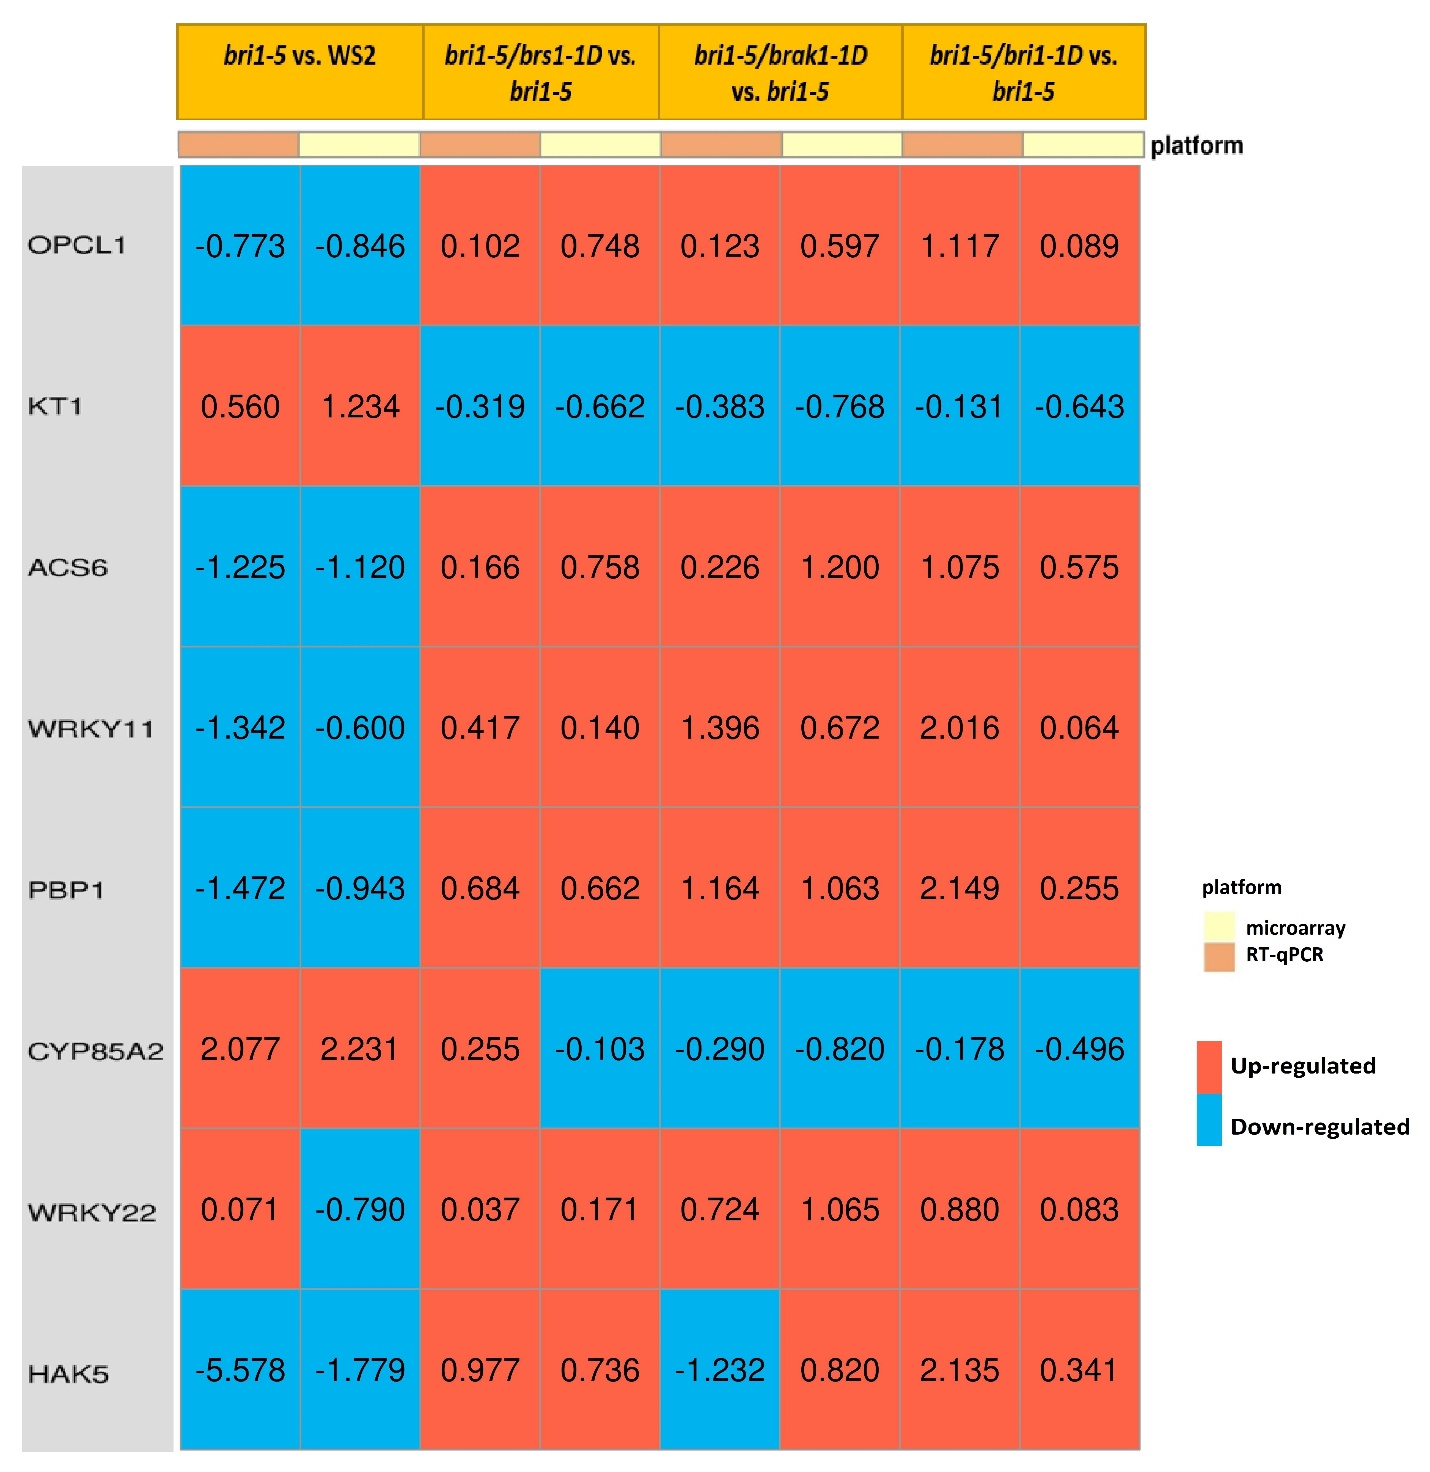 bri1-5 vs. WS2
bri1-5/brs1-1D vs.
bri1-5
bri1-5/brak1-1D
vs. bri1-5
bri1-5/bri1-1D vs.
bri1-5
platform
OPCL1 -0.773 -0.846 0.102 0.748 0.123 0.597 1.117 0.089
KT1 0.560 1.234 -0.319 -0.662 -0.383 -0.768 -0.131 -0.643
ACS6 -1.225 -1.120 0.166 0.758 0.226 1.200 1.075 0.575
WRKY11 -1.342 -0.600 0.417 0.140 1.396 0.672 2.016 0.064
PBP1 -1.472 -0.943 0.684 0.662 1.164 1.063 2.149 0.255
CYP85A2 2.077 2.231 0.255 -0.103 -0.290 -0.820 -0.178 -0.496
WRKY22 0.071 -0.790 0.037 0.171 0.724 1.065 0.880 0.083
HAK5 -5.578 -1.779 0.977 0.736 -1.232 0.820 2.135 0.341
platform
microarray
RT-qPCR
Up-regulated
Down-regulated